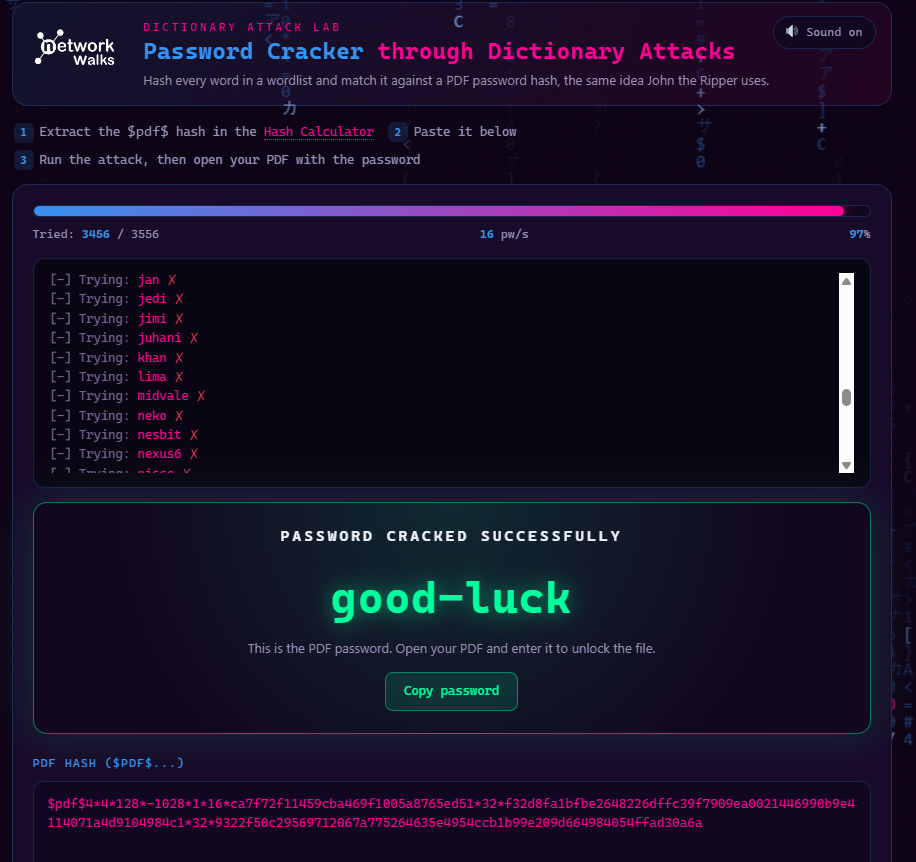 network
walks
DICTIONARY ATTACK LAB
Password Cracker through Dictionary Attacks
Hash every word in a wordlist and match it against a PDF password hash, the same idea John the Ripper uses.
🔊 Sound on
1 Extract the $pdf$ hash in the Hash Calculator 2 Paste it below
3 Run the attack, then open your PDF with the password
Tried: 3456 / 3556 16 pw/s 97%
[-] Trying: jan ✗
[-] Trying: jedi ✗
[-] Trying: jimi ✗
[-] Trying: juhani ✗
[-] Trying: khan ✗
[-] Trying: lima ✗
[-] Trying: midvale ✗
[-] Trying: neko ✗
[-] Trying: nesbit ✗
[-] Trying: nexus6 ✗
[-] Trying:
PASSWORD CRACKED SUCCESSFULLY
good-luck
This is the PDF password. Open your PDF and enter it to unlock the file.
Copy password
PDF HASH ($PDF$...)
$pdf$4*4*128*-1028*1*16*ca7f72f11459cba469f1005a8765ed51*32*f32d8fa1bfbe2648226dffc39f7909ea0021446990b9e4
114071a4d9104984c1*32*9322f50c29569712067a775264635e4954ccb1b99e209d664984054ffad30a6a